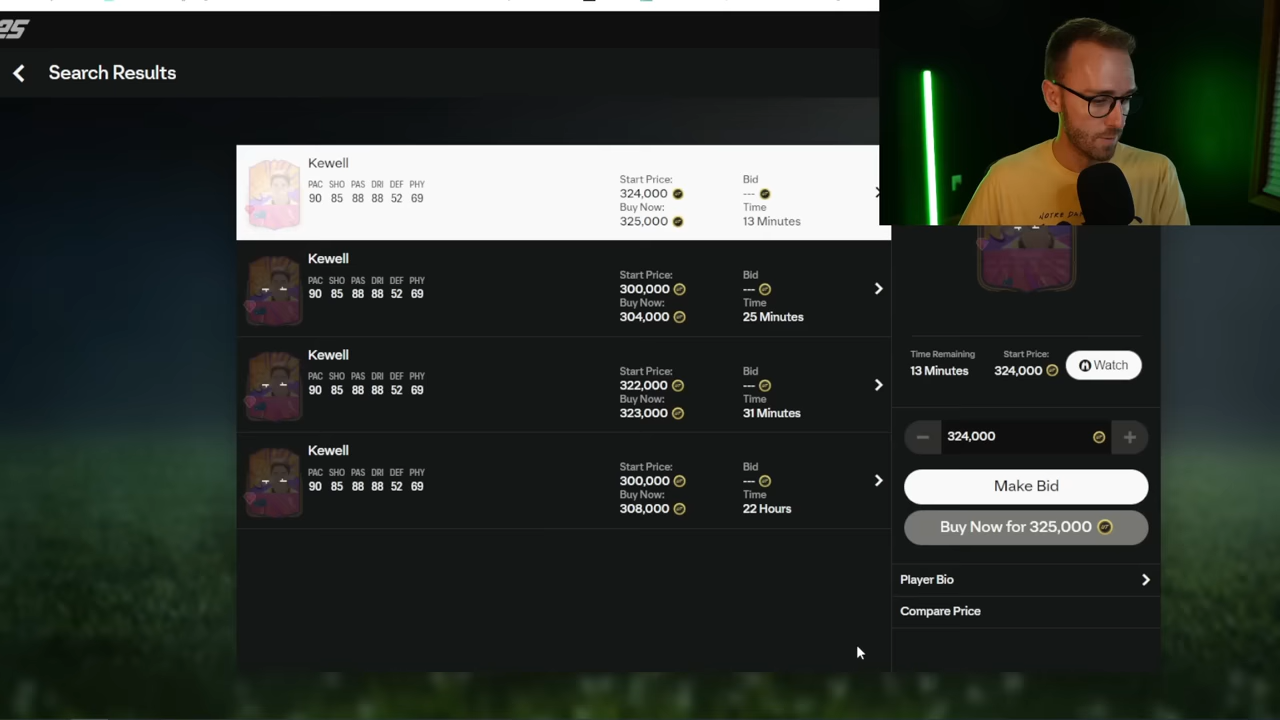 25
Search Results
Kewell
PAC SHO PAS DRI DEF PHY
90 85 88 88 52 69
Start Price:
324,000
Buy Now:
325,000
Bid
---
Time
13 Minutes
Kewell
PAC SHO PAS DRI DEF PHY
90 85 88 88 52 69
Start Price:
300,000
Buy Now:
304,000
Bid
---
Time
25 Minutes
Kewell
PAC SHO PAS DRI DEF PHY
90 85 88 88 52 69
Start Price:
322,000
Buy Now:
323,000
Bid
---
Time
31 Minutes
Kewell
PAC SHO PAS DRI DEF PHY
90 85 88 88 52 69
Start Price:
300,000
Buy Now:
308,000
Bid
---
Time
22 Hours
NOTRE DA
Time Remaining
13 Minutes
Start Price:
324,000
Watch
324,000
Make Bid
Buy Now for 325,000
Player Bio
Compare Price